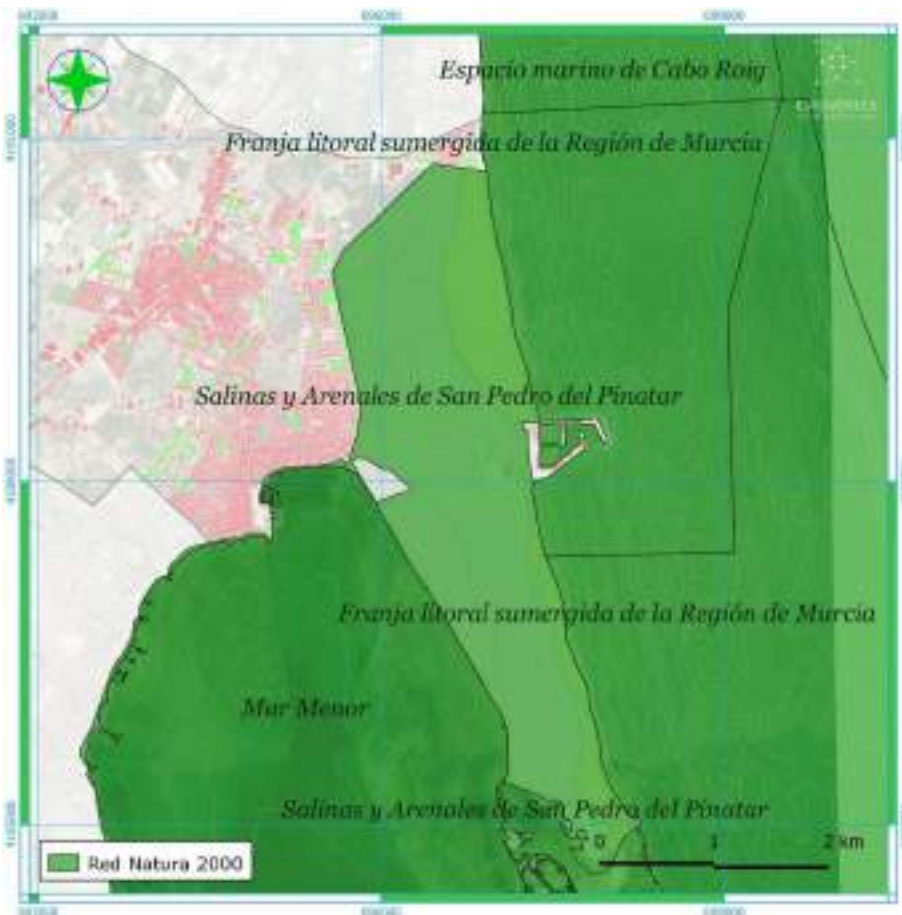 Espacio marino de Cabo Roig
Franja litoral sumergida de la Región de Murcia
Salinas y Arenales de San Pedro del Pinatar
Franja litoral sumergida de la Región de Murcia
Mar Menor
Salinas y Arenales de San Pedro del Pinatar
0 1 2 km
Red Natura 2000